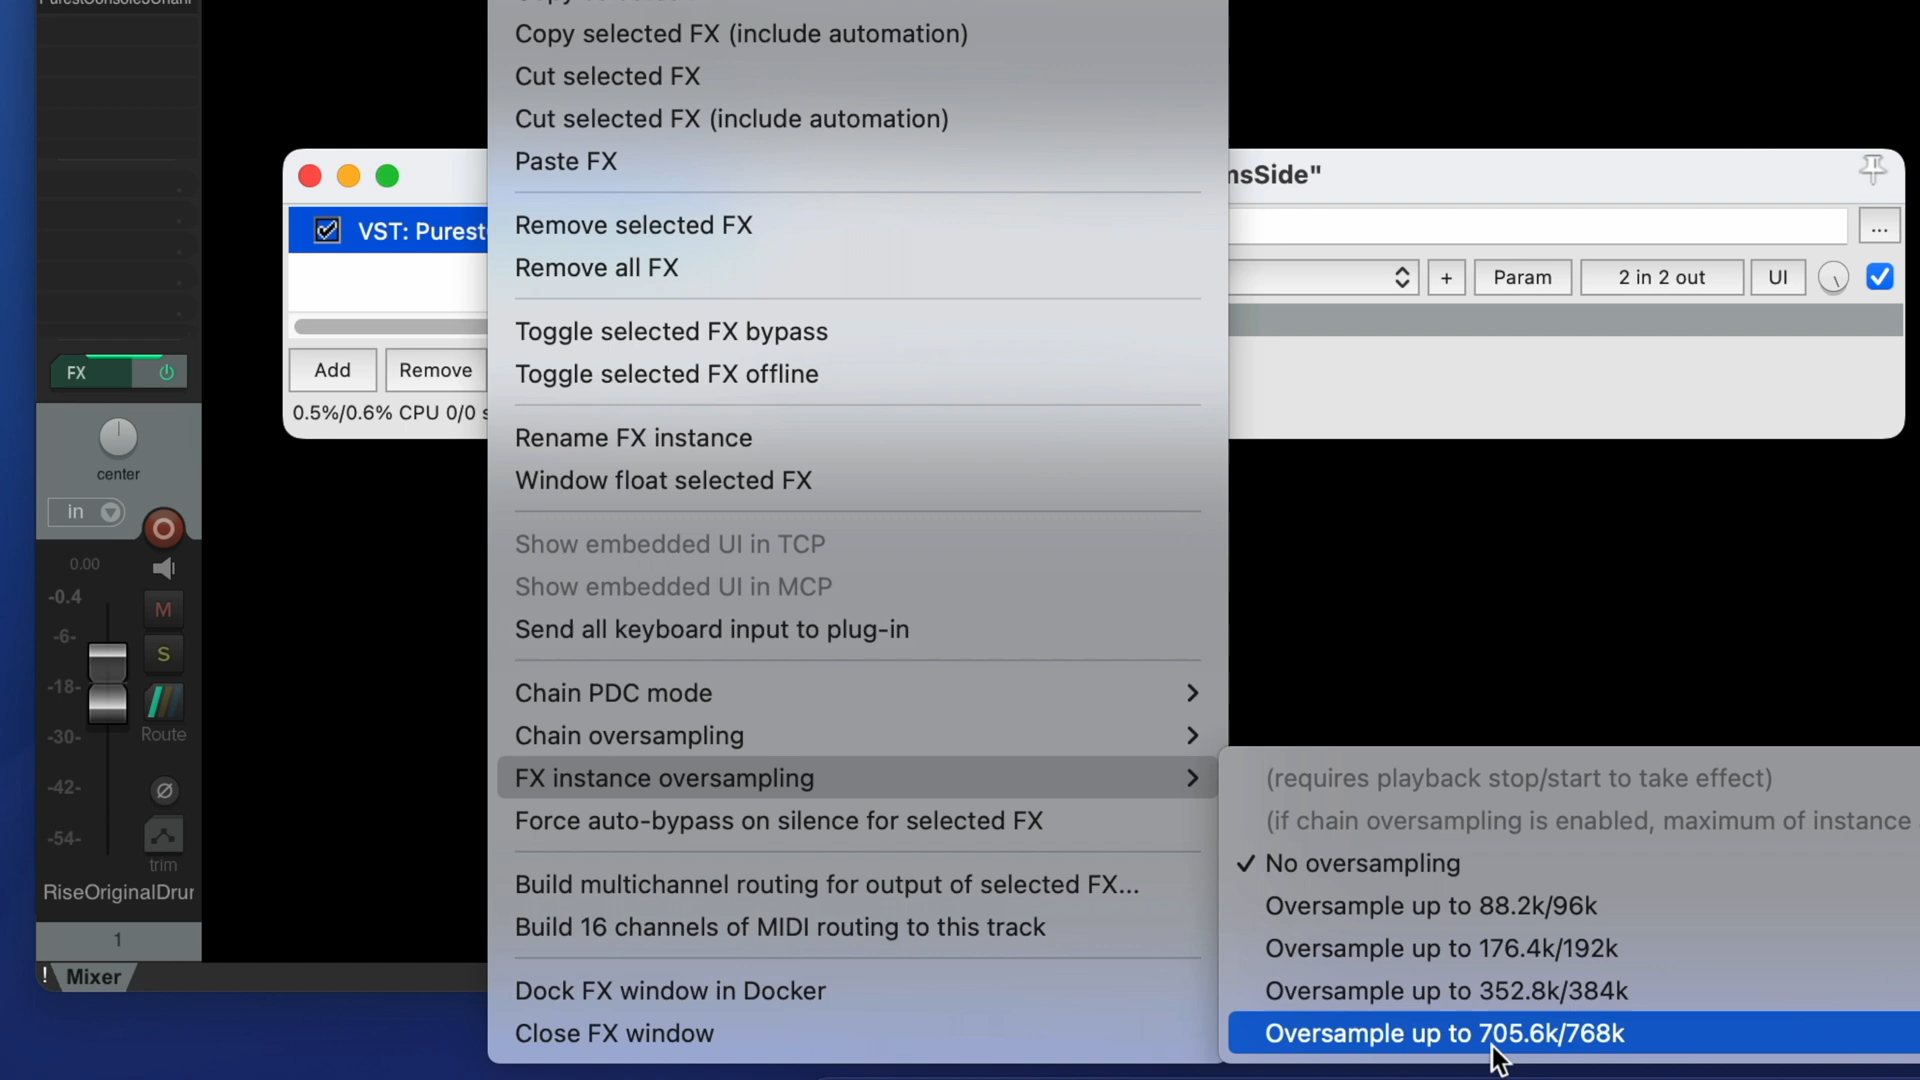 Copy selected FX (include automation)
Cut selected FX
Cut selected FX (include automation)
Paste FX
nsSide"
VST: Purest
...
Remove selected FX
Remove all FX
+
Param
2 in 2 out
UI
Toggle selected FX bypass
Toggle selected FX offline
Add
Remove
0.5%/0.6% CPU 0/0 s
Rename FX instance
Window float selected FX
Show embedded UI in TCP
Show embedded UI in MCP
Send all keyboard input to plug-in
Chain PDC mode
Chain oversampling
FX instance oversampling
Force auto-bypass on silence for selected FX
Build multichannel routing for output of selected FX...
Build 16 channels of MIDI routing to this track
Dock FX window in Docker
Close FX window
(requires playback stop/start to take effect)
(if chain oversampling is enabled, maximum of instance
No oversampling
Oversample up to 88.2k/96k
Oversample up to 176.4k/192k
Oversample up to 352.8k/384k
Oversample up to 705.6k/768k
FX
center
in
0.00
-0.4
M
-6-
S
-18-
-30-
Route
-42-
Ø
-54-
trim
RiseOriginalDrur
1
! Mixer